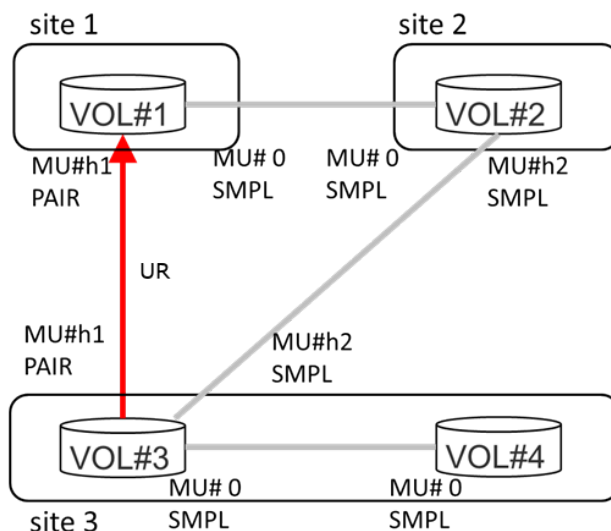 site 1
site 2
VOL#1
VOL#2
MU#h1
PAIR
MU# 0
SMPL
MU# 0
SMPL
MU#h2
SMPL
UR
MU#h1
PAIR
MU#h2
SMPL
VOL#3
VOL#4
MU# 0
SMPL
MU# 0
SMPL
site 3